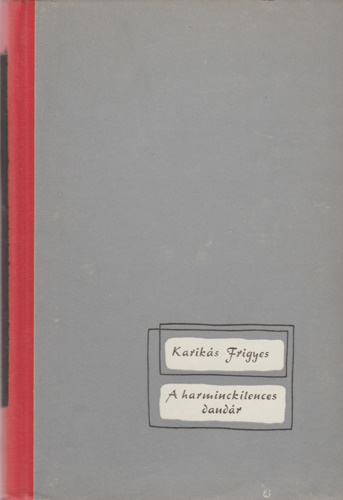 Karikás Frigyes
A harminckilences
dandár